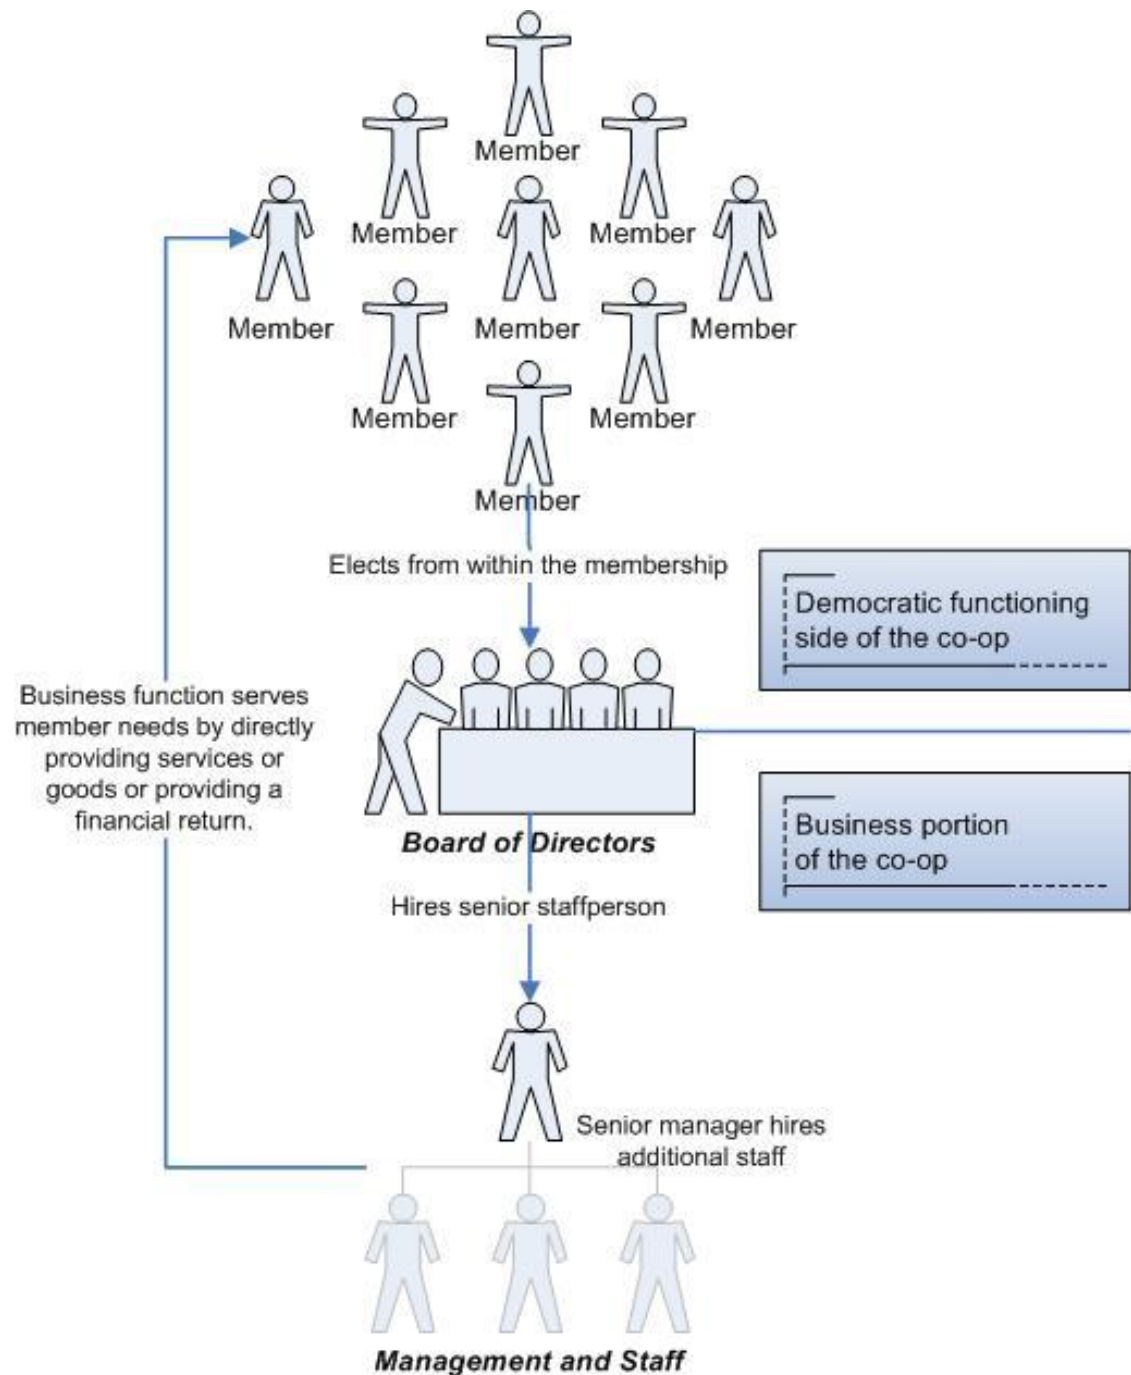 Member
Member
Member
Member
Member
Member
Member
Member
Member
Elects from within the membership
Democratic functioning
side of the co-op
Business function serves
member needs by directly
providing services or
goods or providing a
financial return.
Board of Directors
Business portion
of the co-op
Hires senior staffperson
Senior manager hires
additional staff
Management and Staff